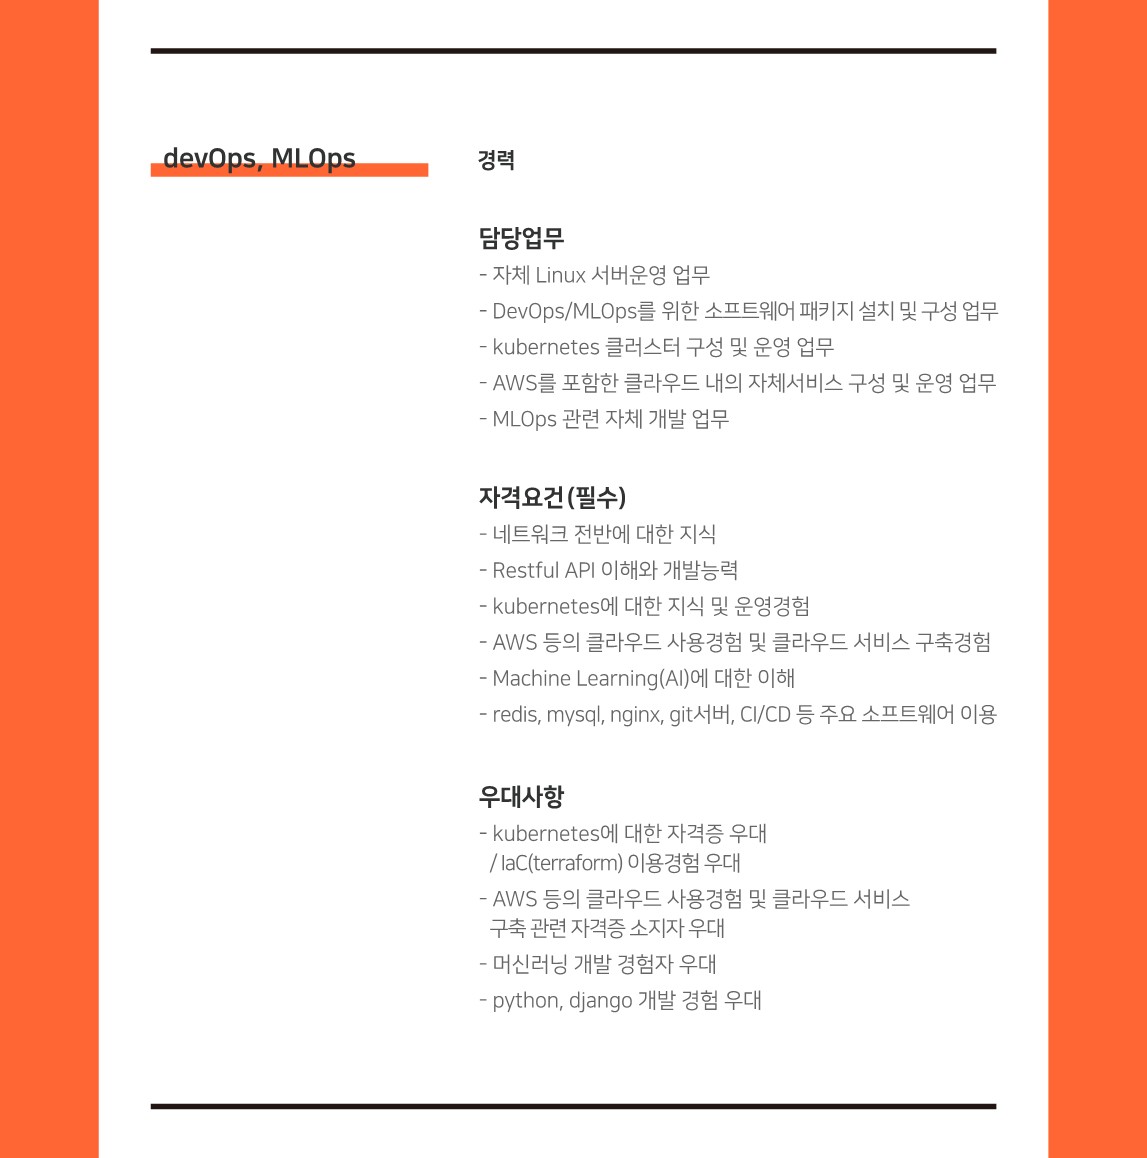 devOps, MLOps
경력
담당업무
- 자체 Linux 서버운영 업무
- DevOps/MLOps를 위한 소프트웨어 패키지 설치 및 구성 업무
- kubernetes 클러스터 구성 및 운영 업무
- AWS를 포함한 클라우드 내의 자체서비스 구성 및 운영 업무
- MLOps 관련 자체 개발 업무
자격요건(필수)
- 네트워크 전반에 대한 지식
- Restful API 이해와 개발능력
- kubernetes에 대한 지식 및 운영경험
- AWS 등의 클라우드 사용경험 및 클라우드 서비스 구축경험
- Machine Learning(AI)에 대한 이해
- redis, mysql, nginx, git서버, CI/CD 등 주요 소프트웨어 이용
우대사항
- kubernetes에 대한 자격증 우대
/ IaC(terraform) 이용경험 우대
- AWS 등의 클라우드 사용경험 및 클라우드 서비스
구축 관련 자격증 소지자 우대
- 머신러닝 개발 경험자 우대
- python, django 개발 경험 우대